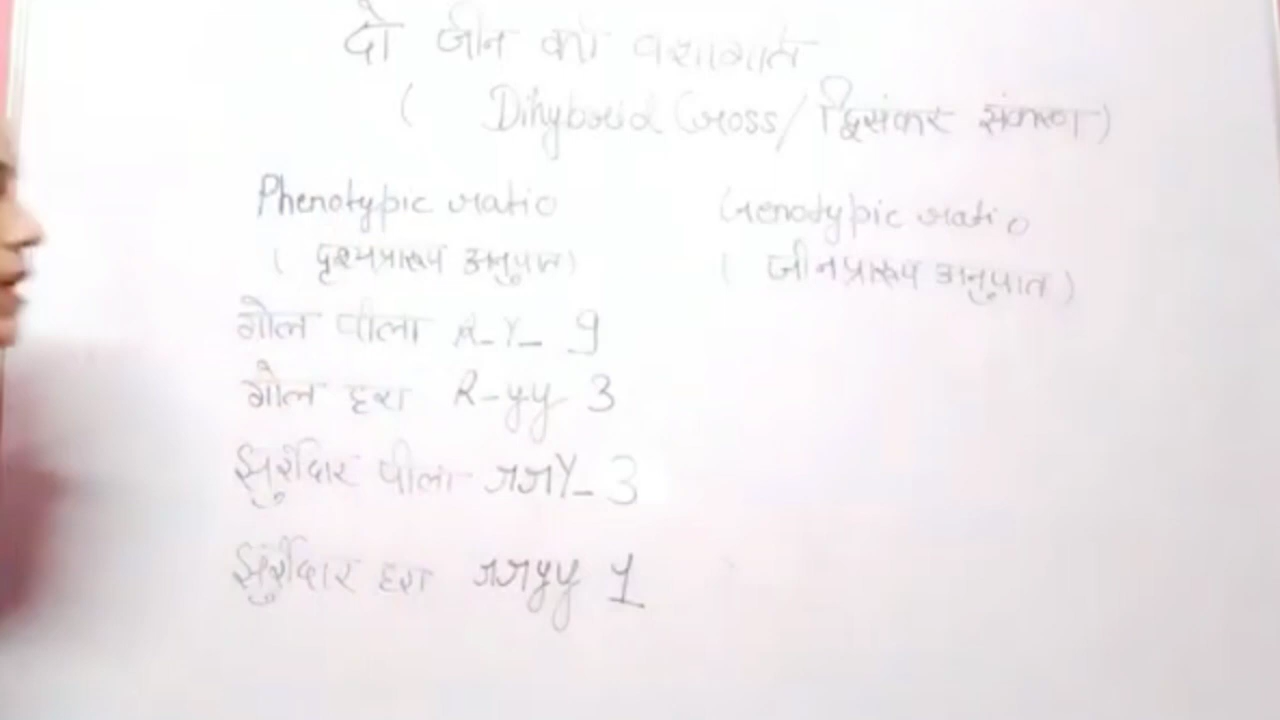 दो जीन की वंशागति
( Dihybrid Cross/ द्विसंकर संकरण)
Phenotypic ratio
( दृश्यप्रारूप अनुपात)
Genotypic ratio
( जीनप्रारूप अनुपात )
गोल पीला R_Y_ 9
गोल हरा R-yy 3
झुर्रीदार पीला rrY_ 3
झुर्रीदार हरा rryy 1